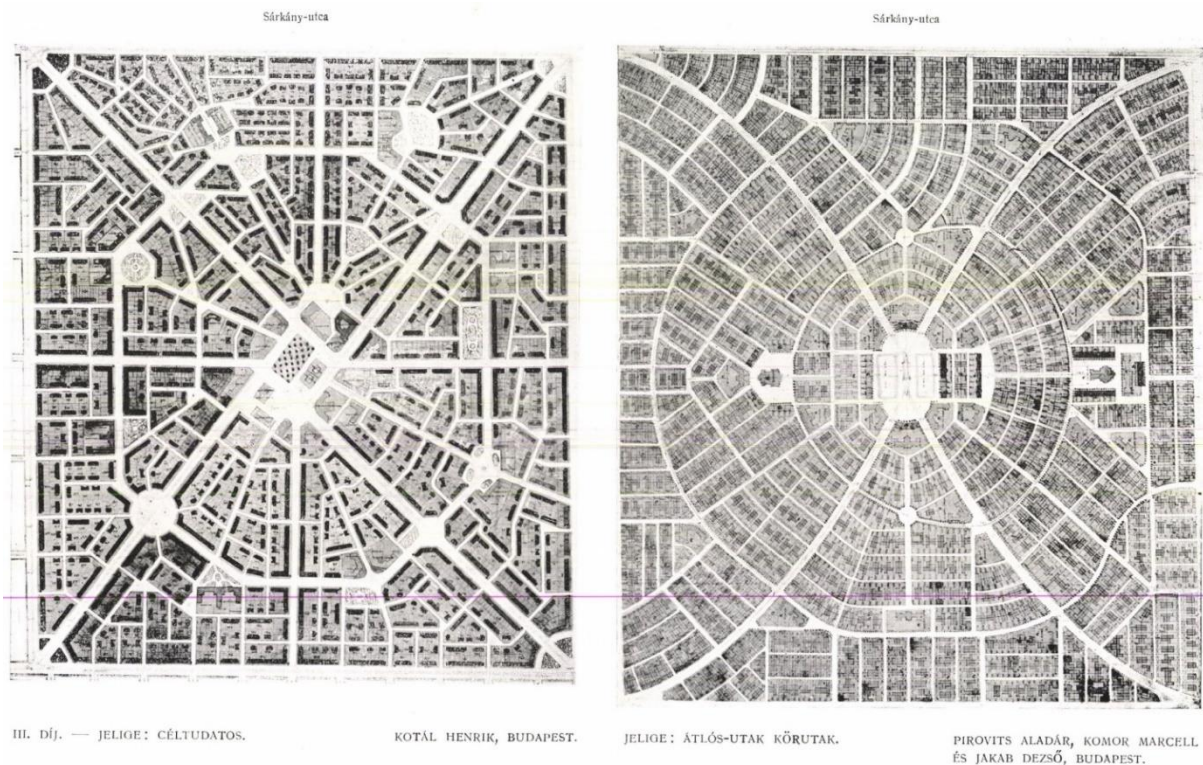 Sárkány-utca
Sárkány-utca
III. DÍJ. — JELIGE: CÉLTUDATOS.
KOTÁL HENRIK, BUDAPEST.
JELIGE: ÁTLÓS-UTAK KÖRUTAK.
PIROVITS ALADÁR, KOMOR MARCELL
ÉS JAKAB DEZSŐ, BUDAPEST.